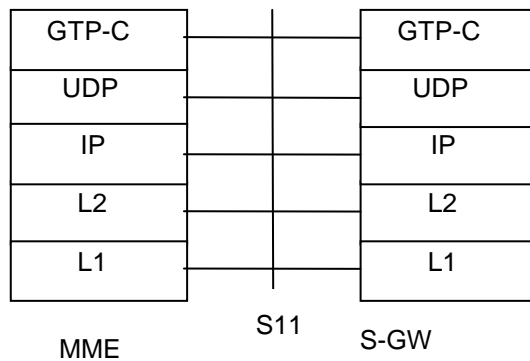 GTP-C GTP-C
UDP UDP
IP IP
L2 L2
L1 L1
MME S11 S-GW